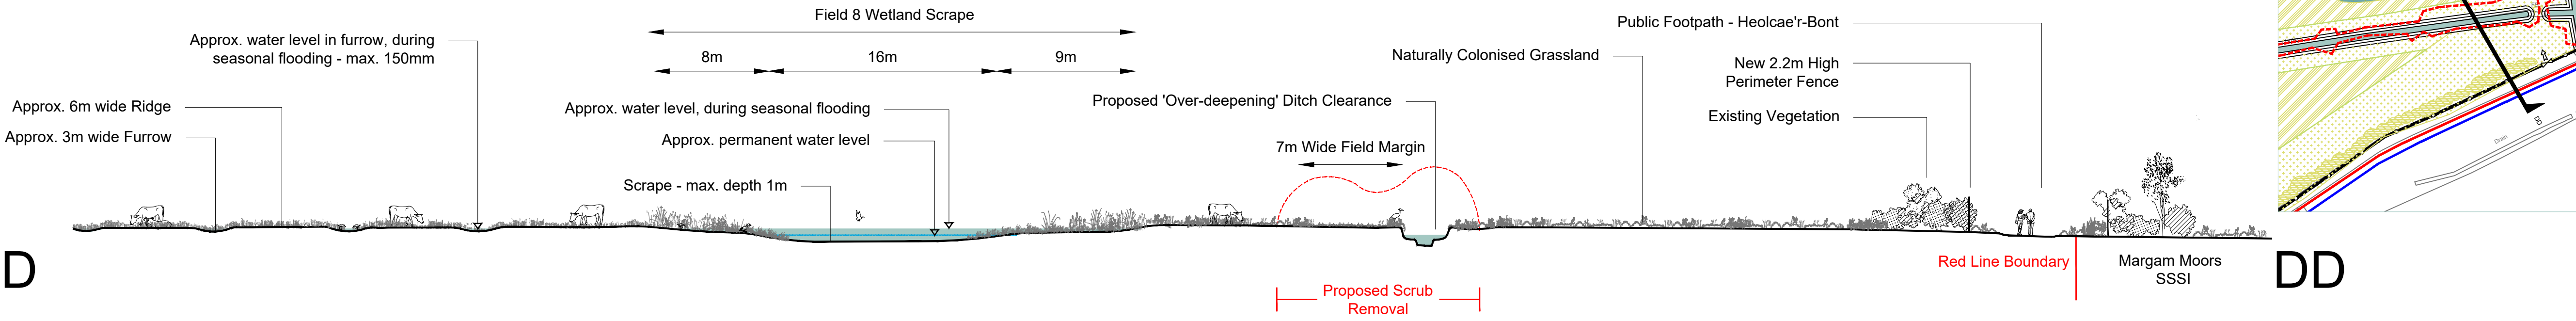 Approx. water level in furrow, during
seasonal flooding - max. 150mm
Approx. 6m wide Ridge
Approx. 3m wide Furrow
Field 8 Wetland Scrape
8m
16m
9m
Approx. water level, during seasonal flooding
Approx. permanent water level
Scrape - max. depth 1m
Naturally Colonised Grassland
Proposed 'Over-deepening' Ditch Clearance
7m Wide Field Margin
Public Footpath - Heolcae'r-Bont
New 2.2m High
Perimeter Fence
Existing Vegetation
Proposed Scrub
Removal
Red Line Boundary
Margam Moors
SSSI
D
DD
DD
Drain